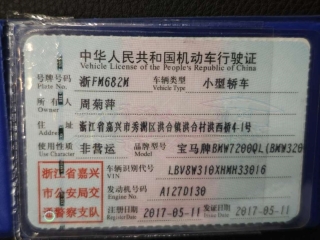 中华人民共和国机动车行驶证
Vehicle License of the People's Republic of China
号牌号码 浙FM682M 车辆类型 小型轿车
Plate No. Vehicle Type
所有人 周菊萍
Owner
住址 浙江省嘉兴市秀洲区洪合镇洪合村浜西桥4-1号
Address
使用性质 非营运 品牌型号 宝马牌BMW7200QL(BMW320
Use Character Model
浙江省嘉兴 车辆识别代号 LBV8W310XHMH33016
VIN
市公安局交 发动机号码 A127D130
Engine No.
通警察支队 注册日期 2017-05-11 发证日期 2017-05-11
Register Date Issue Date